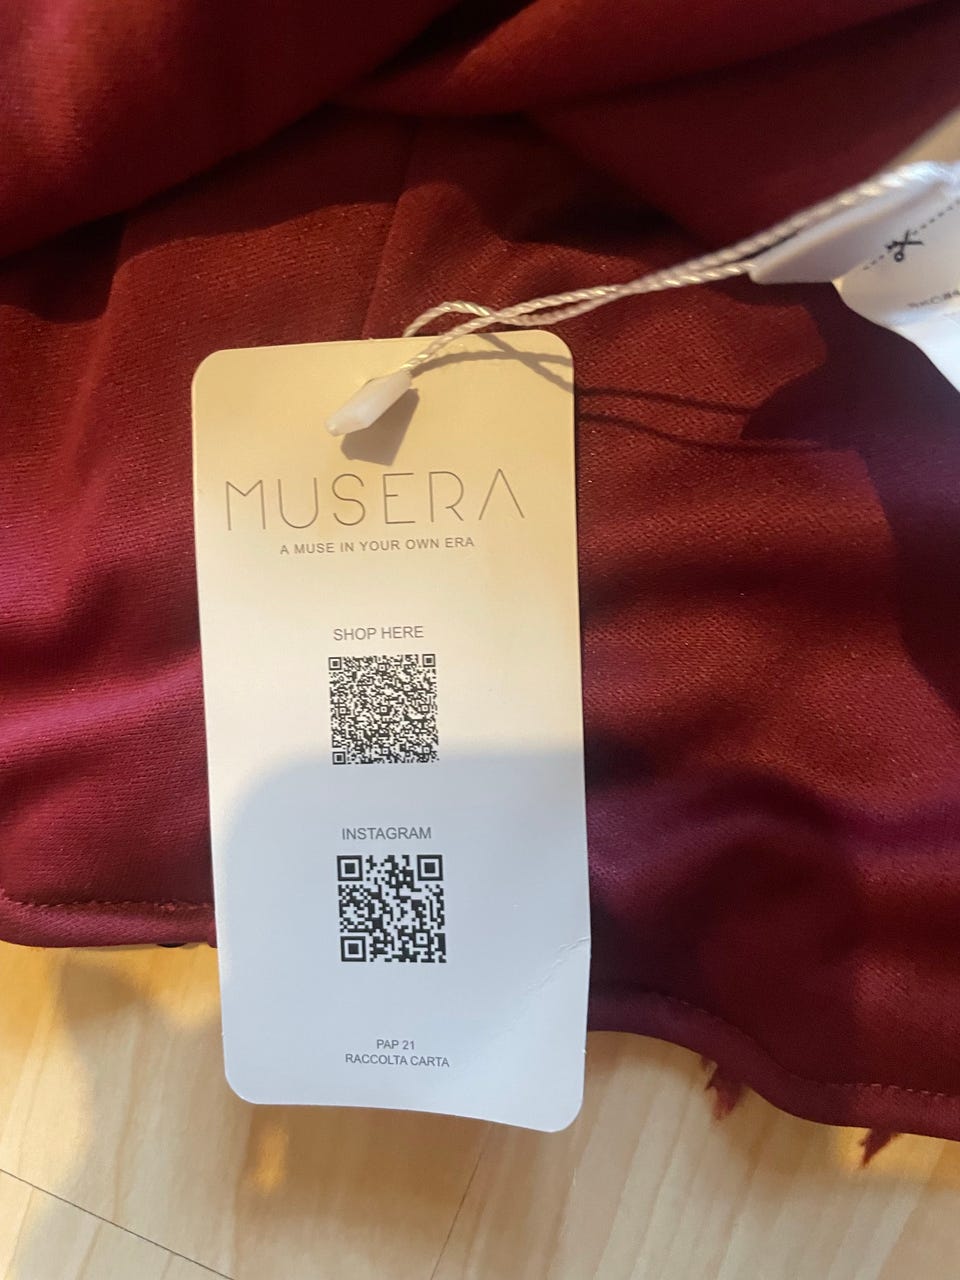 MUSERA
A MUSE IN YOUR OWN ERA
SHOP HERE
INSTAGRAM
PAP 21
RACCOLTA CARTA